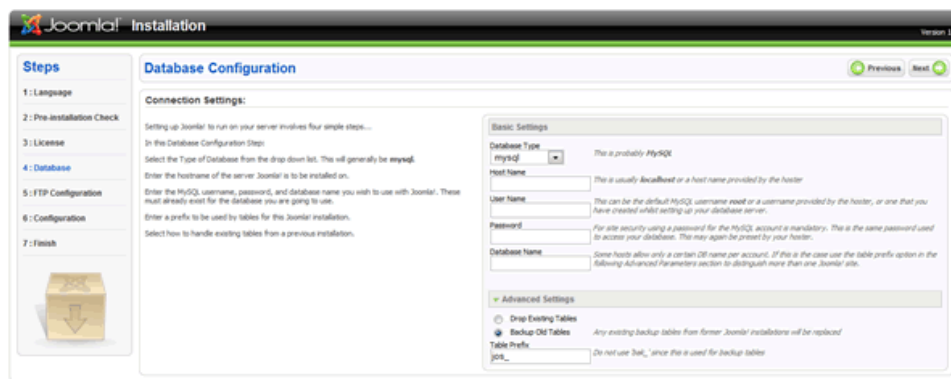 Joomla! Installation
Version 1
Steps
1 : Language
2 : Pre-installation Check
3 : License
4 : Database
5 : FTP Configuration
6 : Configuration
7 : Finish
Database Configuration
Previous
Next
Connection Settings:
Setting up Joomla! to run on your server involves four simple steps...
In the Database Configuration Step:
Select the Type of Database from the drop down list. This will generally be mysql.
Enter the hostname of the server Joomla! is to be installed on.
Enter the MySQL username, password, and database name you wish to use with Joomla!. These
must already exist for the database you are going to use.
Enter a prefix to be used by tables for this Joomla! installation.
Select how to handle existing tables from a previous installation.
Basic Settings
Database Type
mysql
This is probably MySQL
Host Name
This is usually localhost or a host name provided by the hoster
User Name
This can be the default MySQL username root or a username provided by the hoster, or one that you
have created whilst setting up your database server.
Password
For site security using a password for the MySQL account is mandatory. This is the same password used
to access your database. This may again be preset by your hoster.
Database Name
Some hosts allow only a certain DB name per account. If this is the case use the table prefix option in the
following Advanced Parameters section to distinguish more than one Joomla! site.
Advanced Settings
Drop Existing Tables
Backup Old Tables
Any existing backup tables from former Joomla! installations will be replaced
Table Prefix
jos_
Do not use 'bak_' since this is used for backup tables